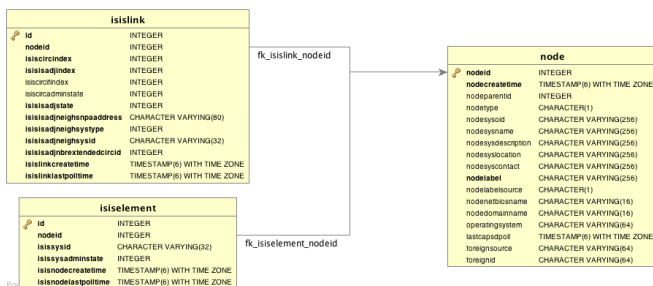 isislink
id INTEGER
nodeid INTEGER
isiscircindex INTEGER
isisisadjindex INTEGER
isiscircifindex INTEGER
isiscircadminstate INTEGER
isisisadjstate INTEGER
isisisadjneighsnpaaddress CHARACTER VARYING(80)
isisisadjneighsystype INTEGER
isisisadjneighsysid CHARACTER VARYING(32)
isisisadjnbrextendedcircid INTEGER
isislinkcreatetime TIMESTAMP(6) WITH TIME ZONE
isislinklastpolltime TIMESTAMP(6) WITH TIME ZONE
fk_isislink_nodeid
isiselement
id INTEGER
nodeid INTEGER
isissysid CHARACTER VARYING(32)
isissysadminstate INTEGER
isisnodecreatetime TIMESTAMP(6) WITH TIME ZONE
isisnodelastpolltime TIMESTAMP(6) WITH TIME ZONE
fk_isiselement_nodeid
node
nodeid INTEGER
nodecreatetime TIMESTAMP(6) WITH TIME ZONE
nodeparentid INTEGER
nodetype CHARACTER(1)
nodesysoid CHARACTER VARYING(256)
nodesysname CHARACTER VARYING(256)
nodesysdescription CHARACTER VARYING(256)
nodesyslocation CHARACTER VARYING(256)
nodesyscontact CHARACTER VARYING(256)
nodelabel CHARACTER VARYING(256)
nodelabelsource CHARACTER(1)
nodenetbiosname CHARACTER VARYING(16)
nodedomainname CHARACTER VARYING(16)
operatingsystem CHARACTER VARYING(64)
lastcapsdpoll TIMESTAMP(6) WITH TIME ZONE
foreignsource CHARACTER VARYING(64)
foreignid CHARACTER VARYING(64)